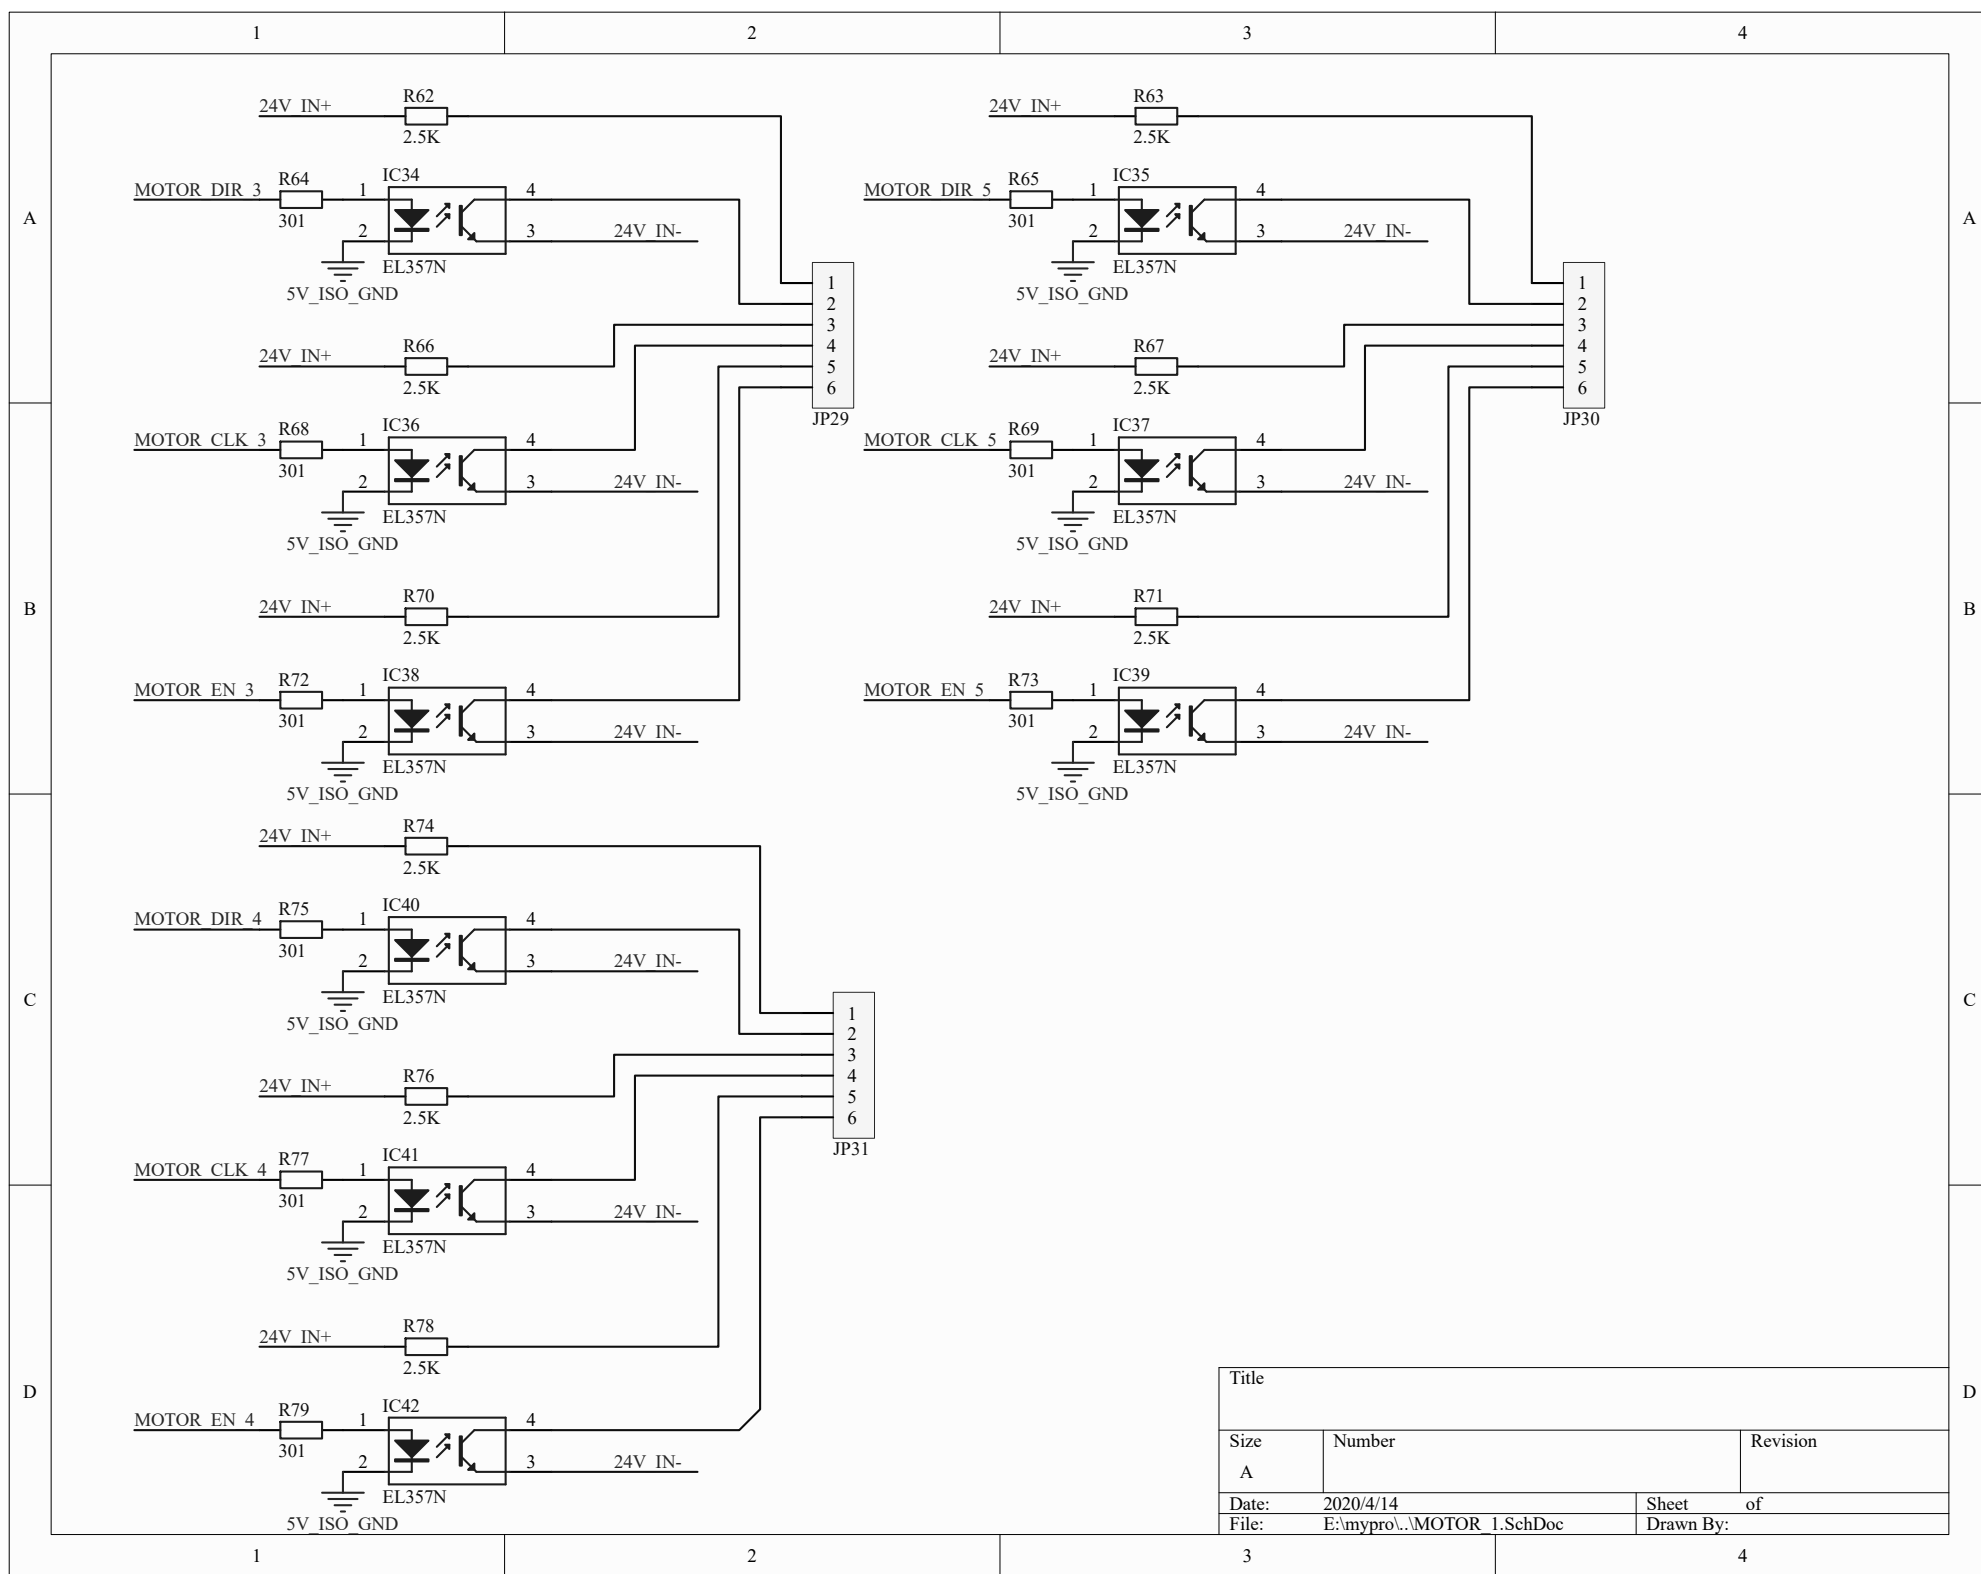 1 2 3 4
A
B
C
D
A
B
C
D
24V_IN+ R62
2.5K
MOTOR_DIR_3 R64 301 1 2 IC34 4 3 24V_IN-
EL357N
5V_ISO_GND
24V_IN+ R66
2.5K
MOTOR_CLK_3 R68 301 1 2 IC36 4 3 24V_IN-
EL357N
5V_ISO_GND
24V_IN+ R70
2.5K
MOTOR_EN_3 R72 301 1 2 IC38 4 3 24V_IN-
EL357N
5V_ISO_GND
1
2
3
4
5
6
JP29
24V_IN+ R63
2.5K
MOTOR_DIR_5 R65 301 1 2 IC35 4 3 24V_IN-
EL357N
5V_ISO_GND
24V_IN+ R67
2.5K
MOTOR_CLK_5 R69 301 1 2 IC37 4 3 24V_IN-
EL357N
5V_ISO_GND
24V_IN+ R71
2.5K
MOTOR_EN_5 R73 301 1 2 IC39 4 3 24V_IN-
EL357N
5V_ISO_GND
1
2
3
4
5
6
JP30
24V_IN+ R74
2.5K
MOTOR_DIR_4 R75 301 1 2 IC40 4 3 24V_IN-
EL357N
5V_ISO_GND
24V_IN+ R76
2.5K
MOTOR_CLK_4 R77 301 1 2 IC41 4 3 24V_IN-
EL357N
5V_ISO_GND
24V_IN+ R78
2.5K
MOTOR_EN_4 R79 301 1 2 IC42 4 3 24V_IN-
EL357N
5V_ISO_GND
1
2
3
4
5
6
JP31
Title
Size Number Revision
A
Date: 2020/4/14 Sheet of
File: E:\mypro\..\MOTOR_1.SchDoc Drawn By:
1 2 3 4